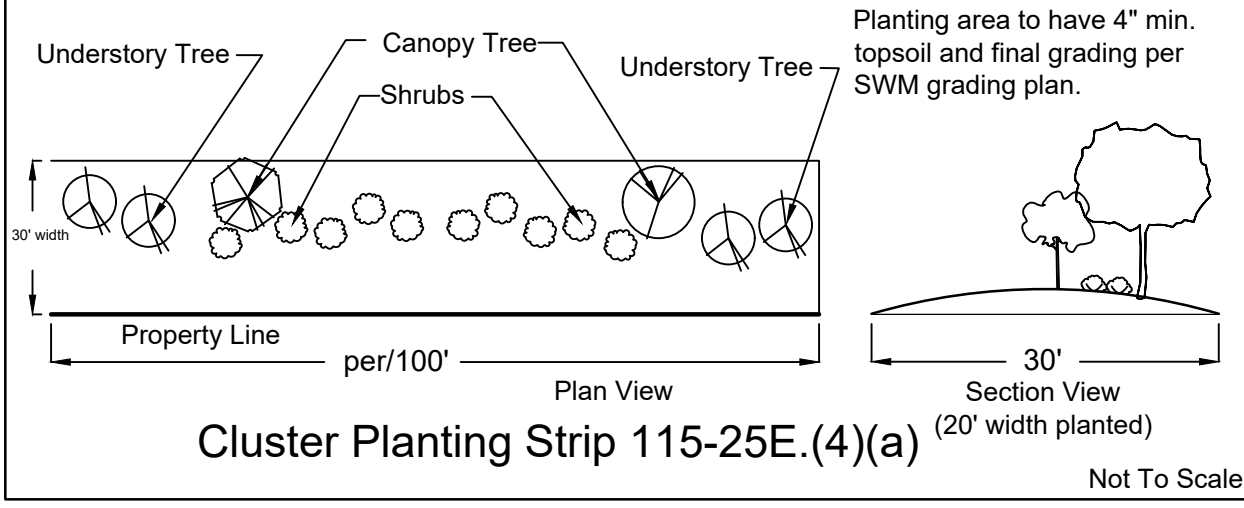 Understory Tree
Canopy Tree
Shrubs
Understory Tree
Planting area to have 4" min.
topsoil and final grading per
SWM grading plan.
30' width
Property Line
per/100'
Plan View
30'
Section View
(20' width planted)
Cluster Planting Strip 115-25E.(4)(a)
Not To Scale